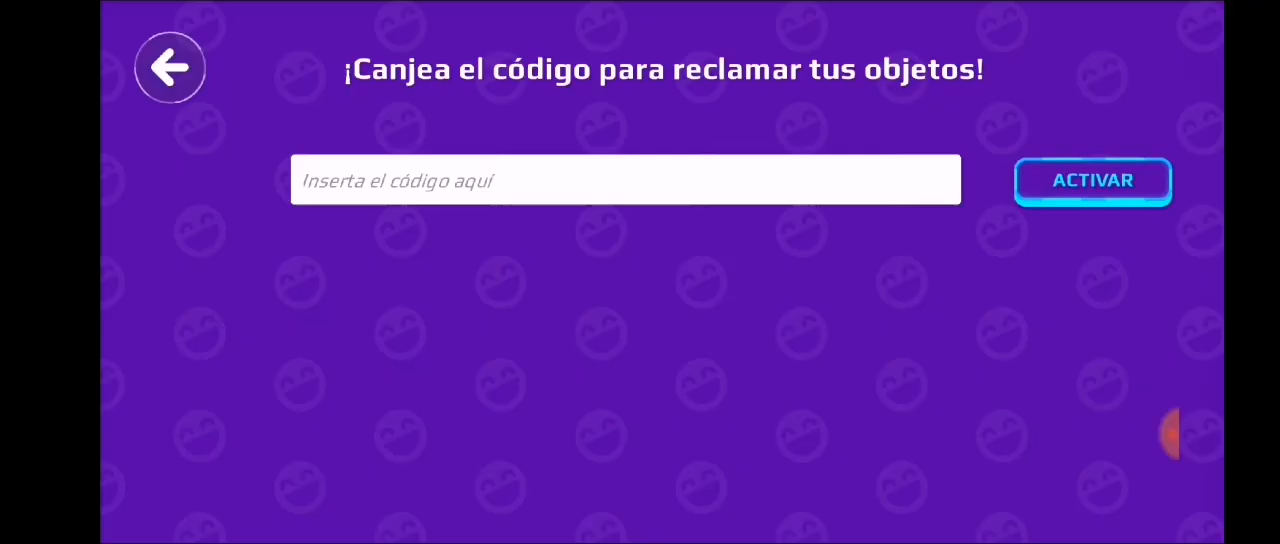 ¡Canjea el código para reclamar tus objetos!
Inserta el código aquí
ACTIVAR